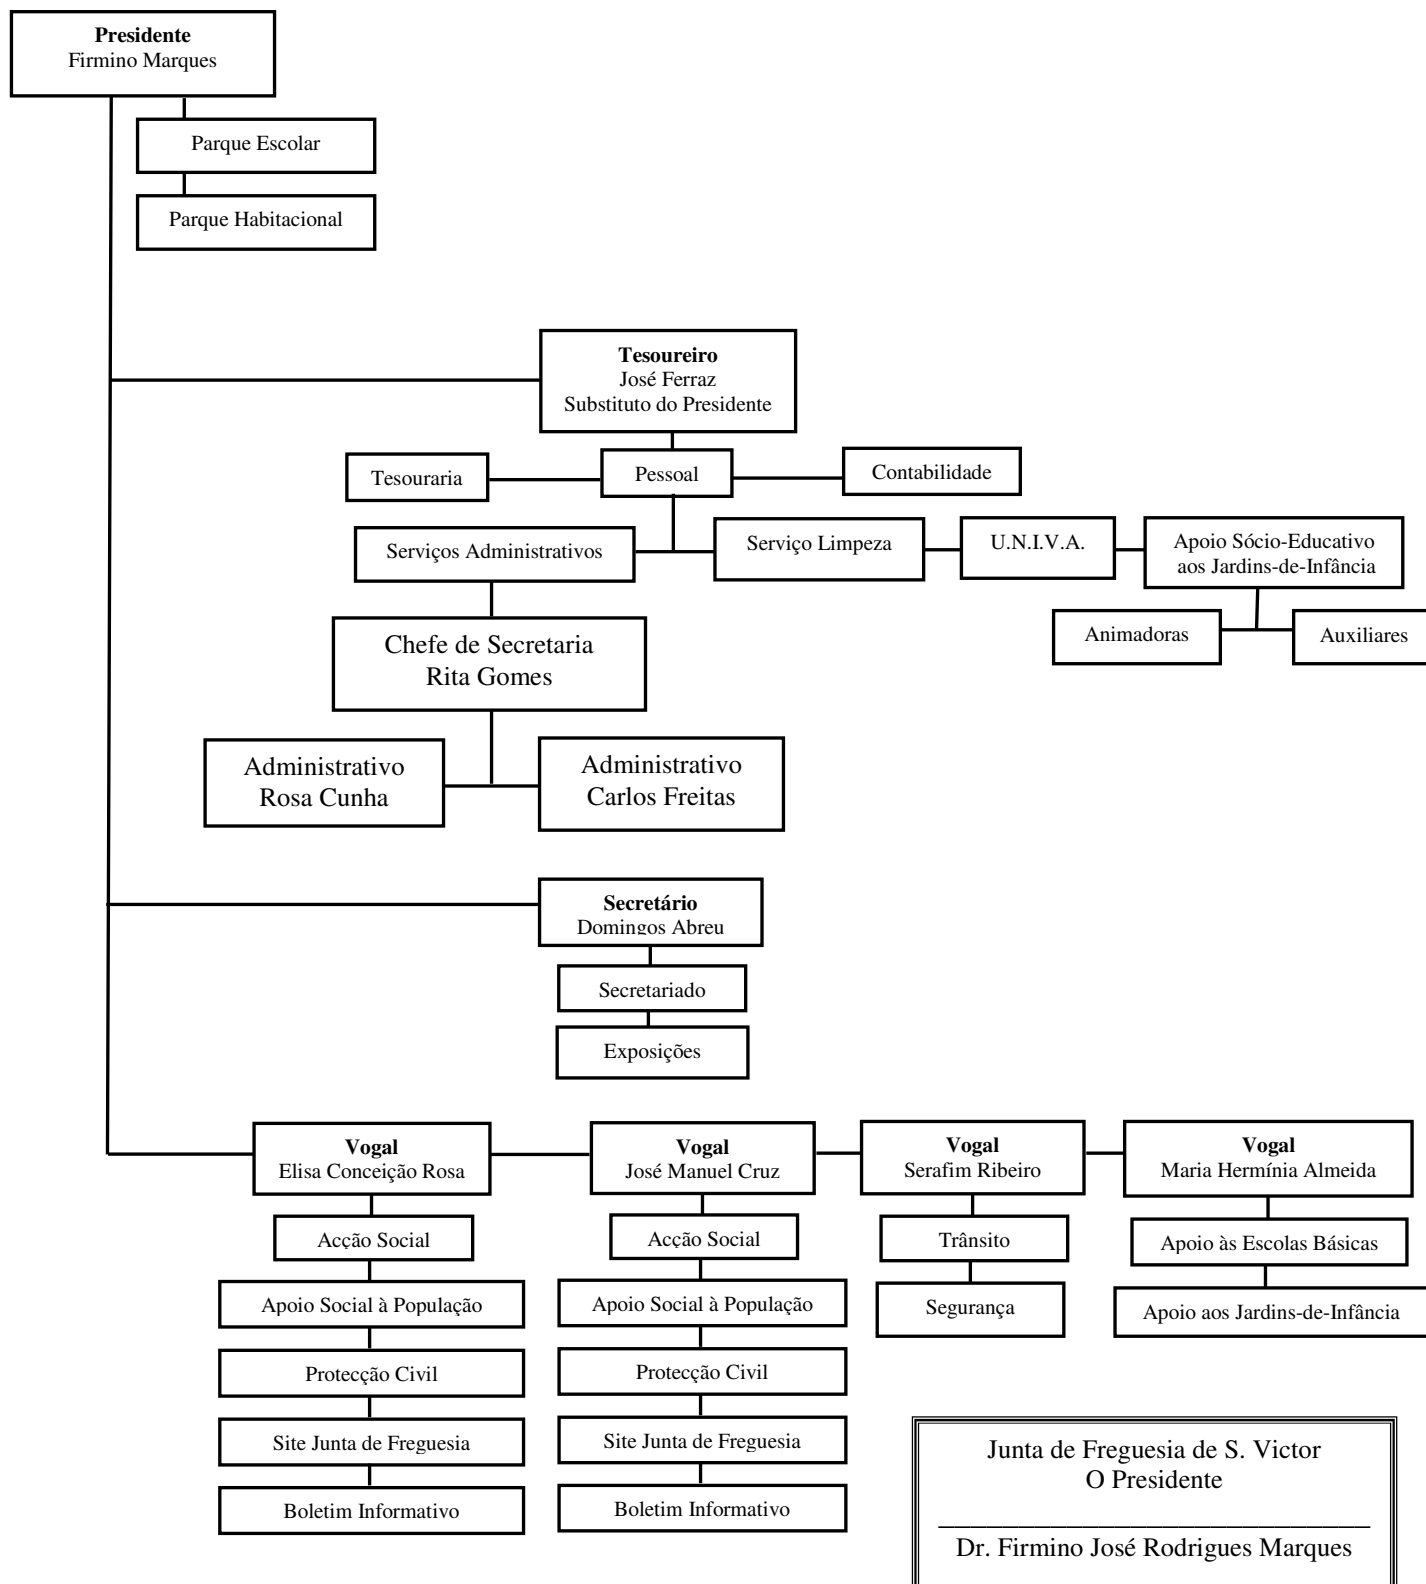 Presidente
Firmino Marques
Parque Escolar
Parque Habitacional
Tesoureiro
José Ferraz
Substituto do Presidente
Tesouraria
Pessoal
Contabilidade
Serviços Administrativos
Serviço Limpeza
U.N.I.V.A.
Apoio Sócio-Educativo
aos Jardins-de-Infância
Animadoras
Auxiliares
Chefe de Secretaria
Rita Gomes
Administrativo
Rosa Cunha
Administrativo
Carlos Freitas
Secretário
Domingos Abreu
Secretariado
Exposições
Vogal
Elisa Conceição Rosa
Acção Social
Apoio Social à População
Protecção Civil
Site Junta de Freguesia
Boletim Informativo
Vogal
José Manuel Cruz
Acção Social
Apoio Social à População
Protecção Civil
Site Junta de Freguesia
Boletim Informativo
Vogal
Serafim Ribeiro
Trânsito
Segurança
Vogal
Maria Hermínia Almeida
Apoio às Escolas Básicas
Apoio aos Jardins-de-Infância
Junta de Freguesia de S. Victor
O Presidente
Dr. Firmino José Rodrigues Marques